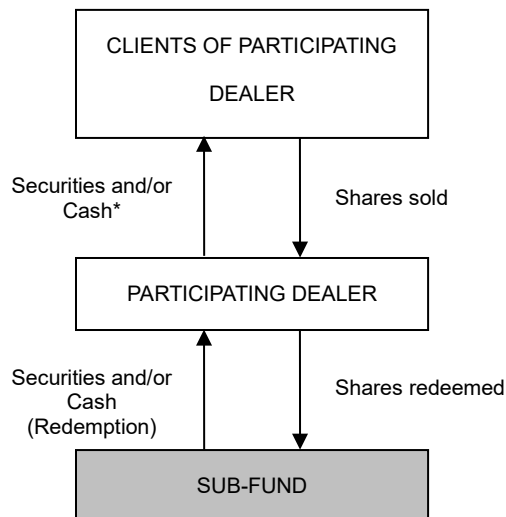 CLIENTS OF PARTICIPATING
DEALER
Securities and/or
Cash*
Shares sold
PARTICIPATING DEALER
Securities and/or
Cash
(Redemption)
Shares redeemed
SUB-FUND